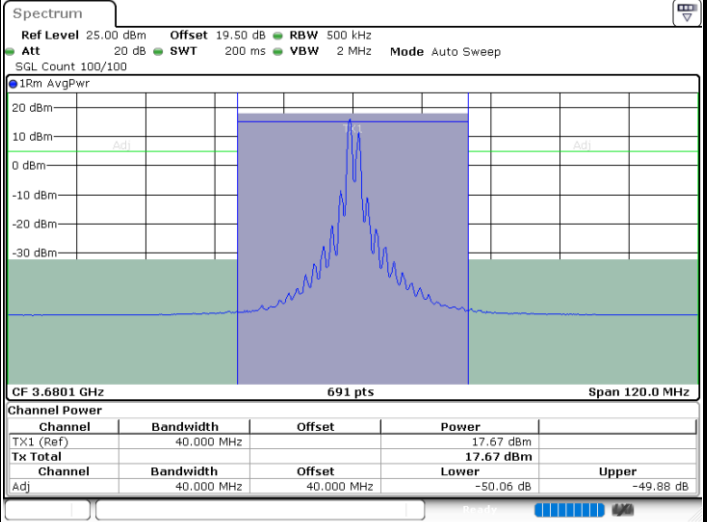 Spectrum
Ref Level 25.00 dBm Offset 19.50 dB RBW 500 kHz
Att 20 dB SWT 200 ms VBW 2 MHz Mode Auto Sweep
SGL Count 100/100
1Rm AvgPwr
20 dBm
TX1
10 dBm
Adj Adj
0 dBm
-10 dBm
-20 dBm
-30 dBm
CF 3.6801 GHz 691 pts Span 120.0 MHz
Channel Power
Channel Bandwidth Offset Power
TX1 (Ref) 40.000 MHz 17.67 dBm
Tx Total 17.67 dBm
Channel Bandwidth Offset Lower Upper
Adj 40.000 MHz 40.000 MHz -50.06 dB -49.88 dB
Ready